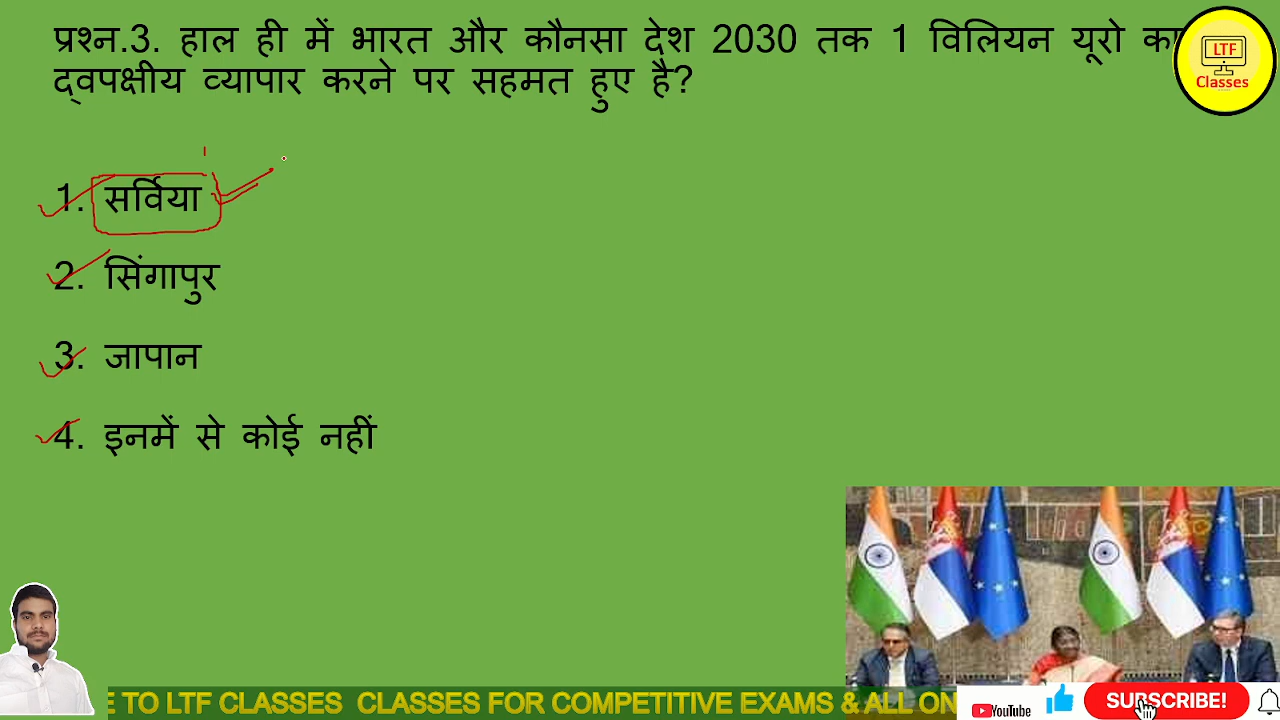 प्रश्न.3. हाल ही में भारत और कौनसा देश 2030 तक 1 विलियन यूरो का
द्वपक्षीय व्यापार करने पर सहमत हुए है?
LTF
Classes
1. सर्विया
2. सिंगापुर
3. जापान
4. इनमें से कोई नहीं
E TO LTF CLASSES CLASSES FOR COMPETITIVE EXAMS & ALL ON
YouTube
SUBSCRIBE!